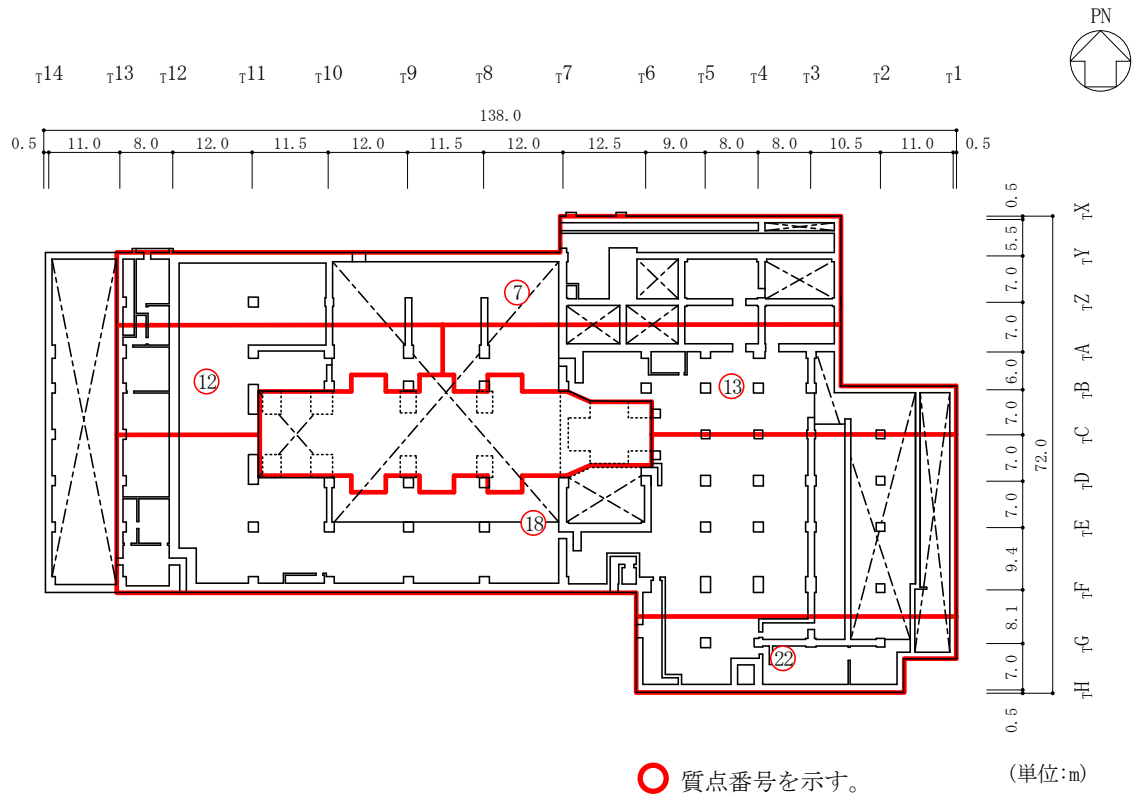 PN
T14 T13 T12 T11 T10 T9 T8 T7 T6 T5 T4 T3 T2 T1
138.0
0.5 11.0 8.0 12.0 11.5 12.0 11.5 12.0 12.5 9.0 8.0 8.0 10.5 11.0 0.5
0.5 TX
5.5 TY
7.0 TZ
7.0 TA
6.0 TB
7.0 TC
7.0 TD
7.0 TE
9.4 TF
8.1 TG
7.0 TH
0.5
72.0
7
12
13
18
22
質点番号を示す。
(単位:m)